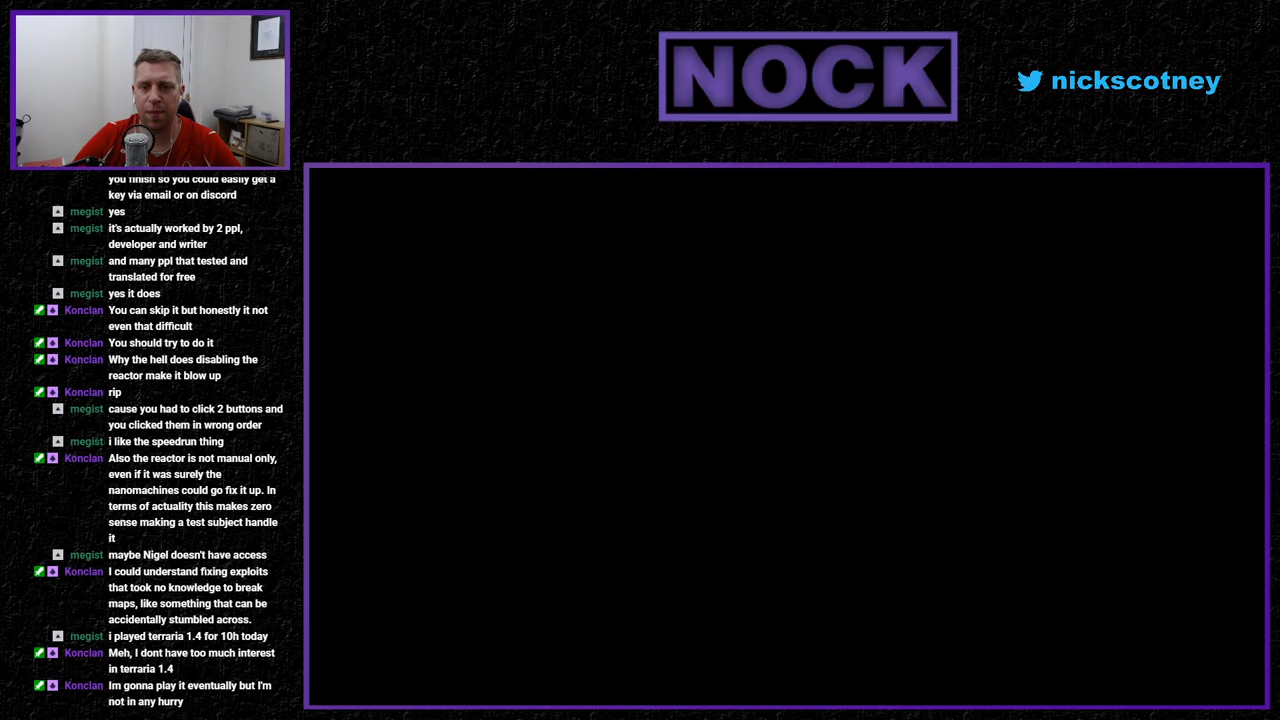 NOCK
nickscotney
you finish so you could easily get a
key via email or on discord
megist yes
megist it's actually worked by 2 ppl,
developer and writer
megist and many ppl that tested and
translated for free
megist yes it does
Konclan You can skip it but honestly it not
even that difficult
Konclan You should try to do it
Konclan Why the hell does disabling the
reactor make it blow up
Konclan rip
megist cause you had to click 2 buttons and
you clicked them in wrong order
megist i like the speedrun thing
Konclan Also the reactor is not manual only,
even if it was surely the
nanomachines could go fix it up. In
terms of actuality this makes zero
sense making a test subject handle
it
megist maybe Nigel doesn't have access
Konclan I could understand fixing exploits
that took no knowledge to break
maps, like something that can be
accidentally stumbled across.
megist i played terraria 1.4 for 10h today
Konclan Meh, I dont have too much interest
in terraria 1.4
Konclan Im gonna play it eventually but I'm
not in any hurry